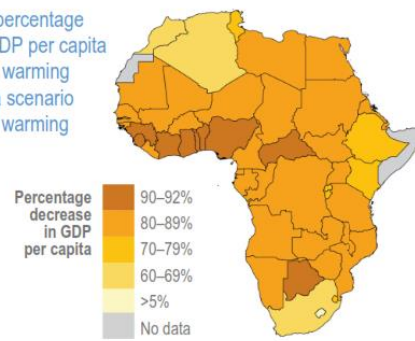 percentage
DP per capita
warming
scenario
warming
Percentage
decrease
in GDP
per capita
90–92%
80–89%
70–79%
60–69%
>5%
No data